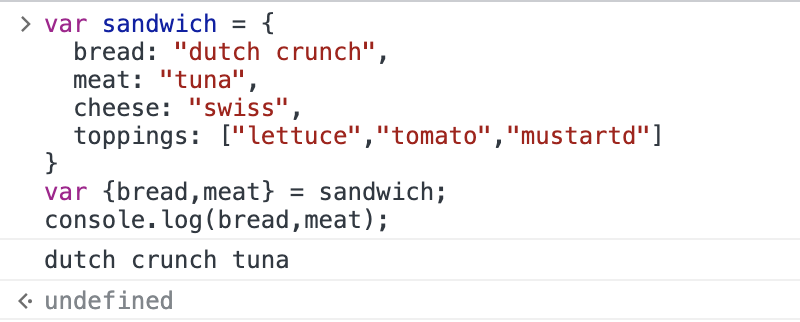 > var sandwich = {
  bread: "dutch crunch",
  meat: "tuna",
  cheese: "swiss",
  toppings: ["lettuce","tomato","mustartd"]
}
var {bread,meat} = sandwich;
console.log(bread,meat);
dutch crunch tuna
undefined